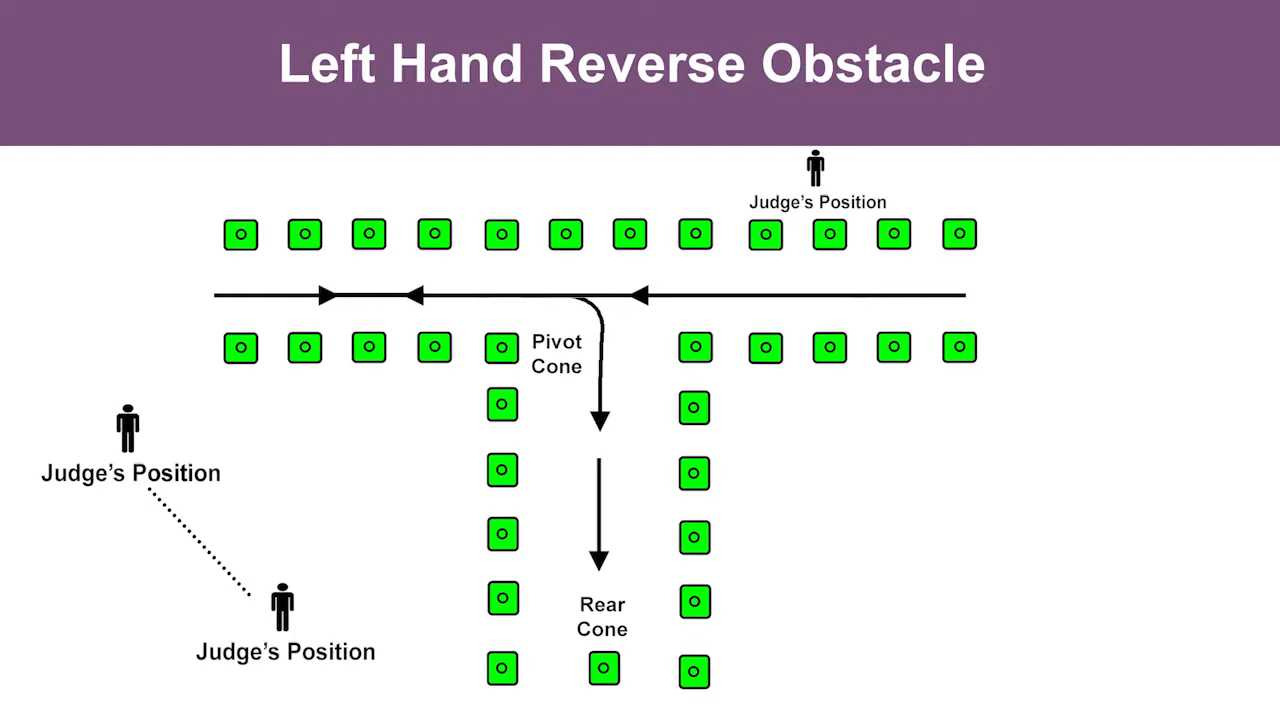 Left Hand Reverse Obstacle
Judge's Position
Pivot
Cone
Judge's Position
Rear
Cone
Judge's Position